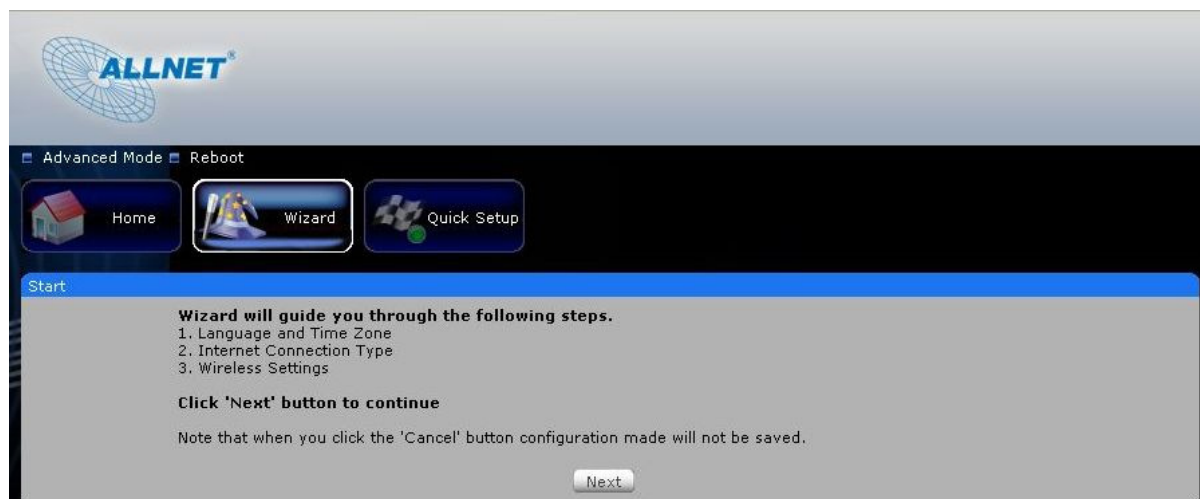 ALLNET®
Advanced Mode Reboot
Home Wizard Quick Setup
Start
Wizard will guide you through the following steps.
1. Language and Time Zone
2. Internet Connection Type
3. Wireless Settings
Click 'Next' button to continue
Note that when you click the 'Cancel' button configuration made will not be saved.
Next